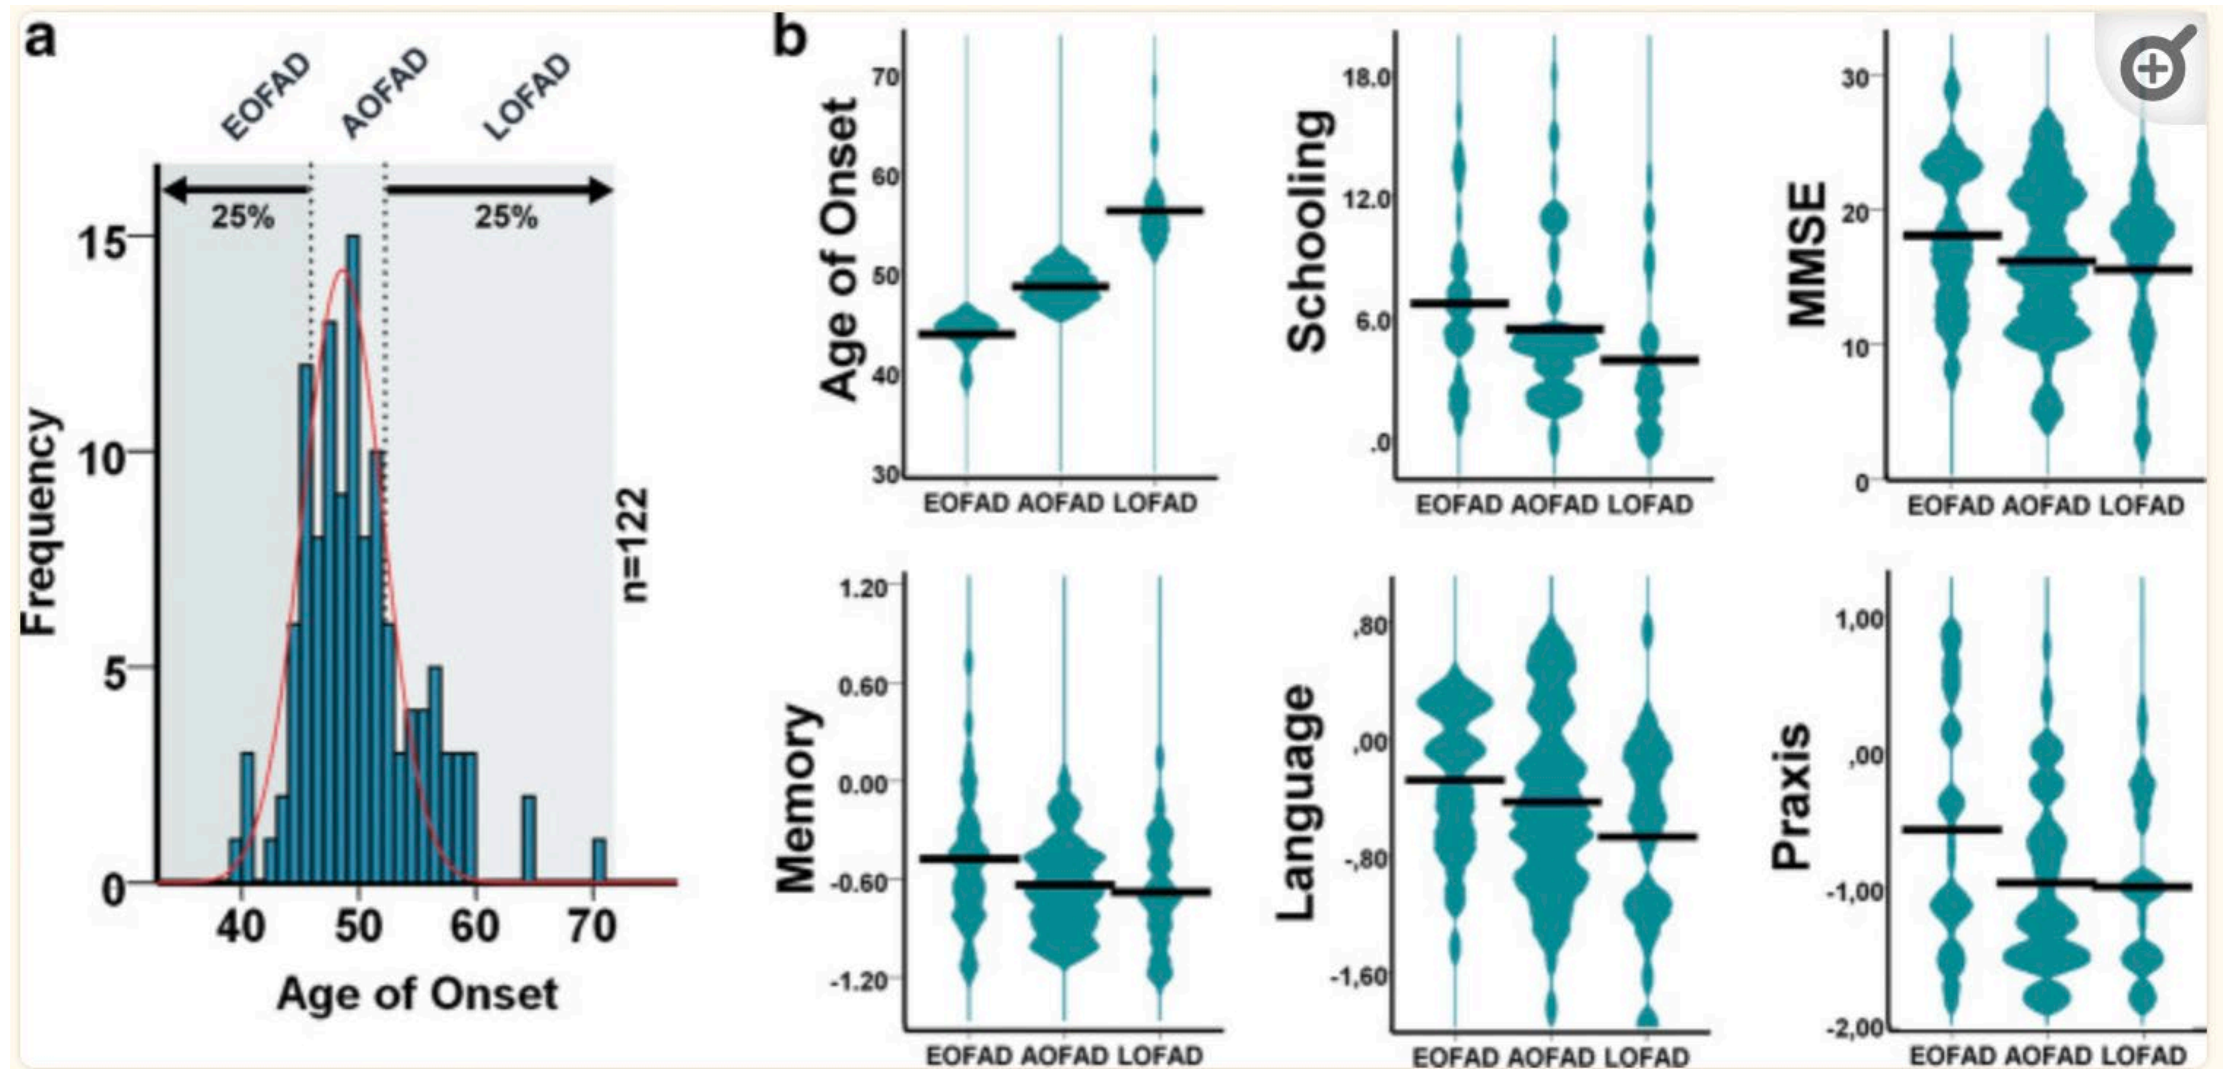 a
EOFAD
AOFAD
LOFAD
25%
25%
15
10
5
0
Frequency
n=122
40 50 60 70
Age of Onset
b
Age of Onset
70
60
50
40
30
EOFAD AOFAD LOFAD
Schooling
18.0
12.0
6.0
.0
EOFAD AOFAD LOFAD
MMSE
30
20
10
0
EOFAD AOFAD LOFAD
Memory
1.20
0.60
0.00
-0.60
-1.20
EOFAD AOFAD LOFAD
Language
,80
,00
-,80
-1,60
EOFAD AOFAD LOFAD
Praxis
1,00
,00
-1,00
-2,00
EOFAD AOFAD LOFAD